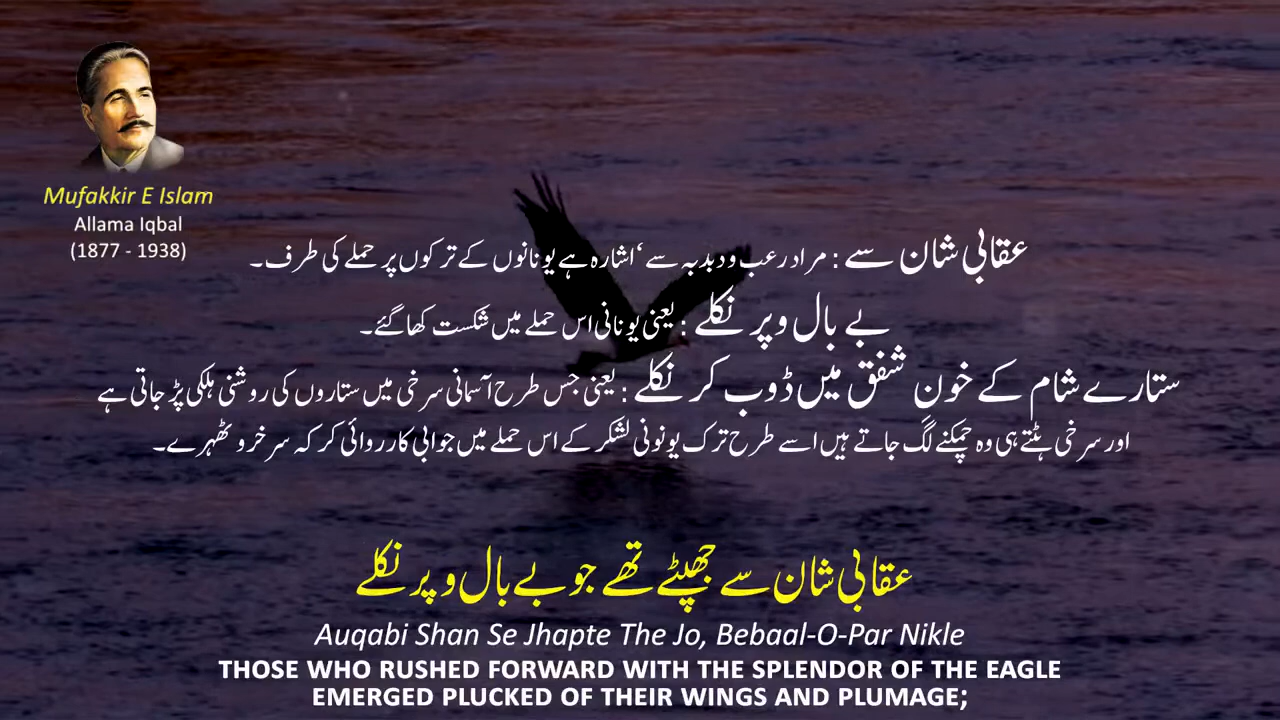 Mufakkir E Islam
Allama Iqbal
(1877 - 1938)
عقابی شان سے : مراد رعب و دبدبہ سے ‘ اشارہ ہے یونانوں کے ترکوں پر حملے کی طرف۔
بے بال و پر نکلے : یعنی یونانی اس حملے میں شکست کھا گئے۔
ستارے شام کے خون شفق میں ڈوب کر نکلے : یعنی جس طرح آسمانی سرخی میں ستاروں کی روشنی ہلکی پڑ جاتی ہے
اور سرخی ہٹتے ہی وہ چمکنے لگ جاتے ہیں اسے طرح ترک یونونی لشکر کے اس حملے میں جوابی کارروائی کر کہ سرخرو ٹھہرے۔
عقابی شان سے جھپٹے تھے جو بے بال و پر نکلے
Auqabi Shan Se Jhapte The Jo, Bebaal-O-Par Nikle
THOSE WHO RUSHED FORWARD WITH THE SPLENDOR OF THE EAGLE
EMERGED PLUCKED OF THEIR WINGS AND PLUMAGE;